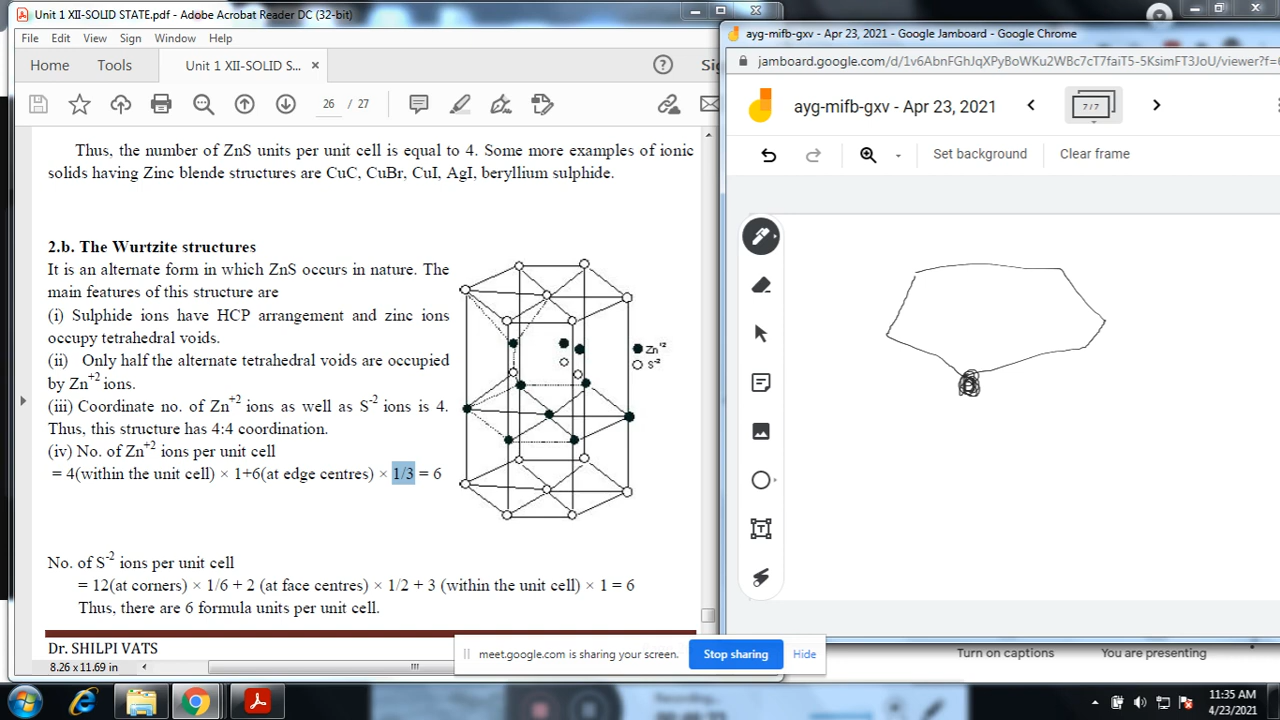 Unit 1 XII-SOLID STATE.pdf - Adobe Acrobat Reader DC (32-bit)
File Edit View Sign Window Help
Home Tools Unit 1 XII-SOLID S... ×
26 / 27
Thus, the number of ZnS units per unit cell is equal to 4. Some more examples of ionic
solids having Zinc blende structures are CuC, CuBr, CuI, AgI, beryllium sulphide.
2.b. The Wurtzite structures
It is an alternate form in which ZnS occurs in nature. The
main features of this structure are
(i) Sulphide ions have HCP arrangement and zinc ions
occupy tetrahedral voids.
(ii) Only half the alternate tetrahedral voids are occupied
by Zn+2 ions.
(iii) Coordinate no. of Zn+2 ions as well as S-2 ions is 4.
Thus, this structure has 4:4 coordination.
(iv) No. of Zn+2 ions per unit cell
= 4(within the unit cell) × 1+6(at edge centres) × 1/3 = 6
Zn+2
S-2
No. of S-2 ions per unit cell
= 12(at corners) × 1/6 + 2 (at face centres) × 1/2 + 3 (within the unit cell) × 1 = 6
Thus, there are 6 formula units per unit cell.
Dr. SHILPI VATS
8.26 x 11.69 in
ayg-mifb-gxv - Apr 23, 2021 - Google Jamboard - Google Chrome
jamboard.google.com/d/1v6AbnFGhJqXPyBoWKu2WBc7cT7faiT5-5KsimFT3JoU/viewer?f=6
ayg-mifb-gxv - Apr 23, 2021
7 / 7
Set background Clear frame
meet.google.com is sharing your screen. Stop sharing Hide
Turn on captions You are presenting
Recording...
11:35 AM
4/23/2021